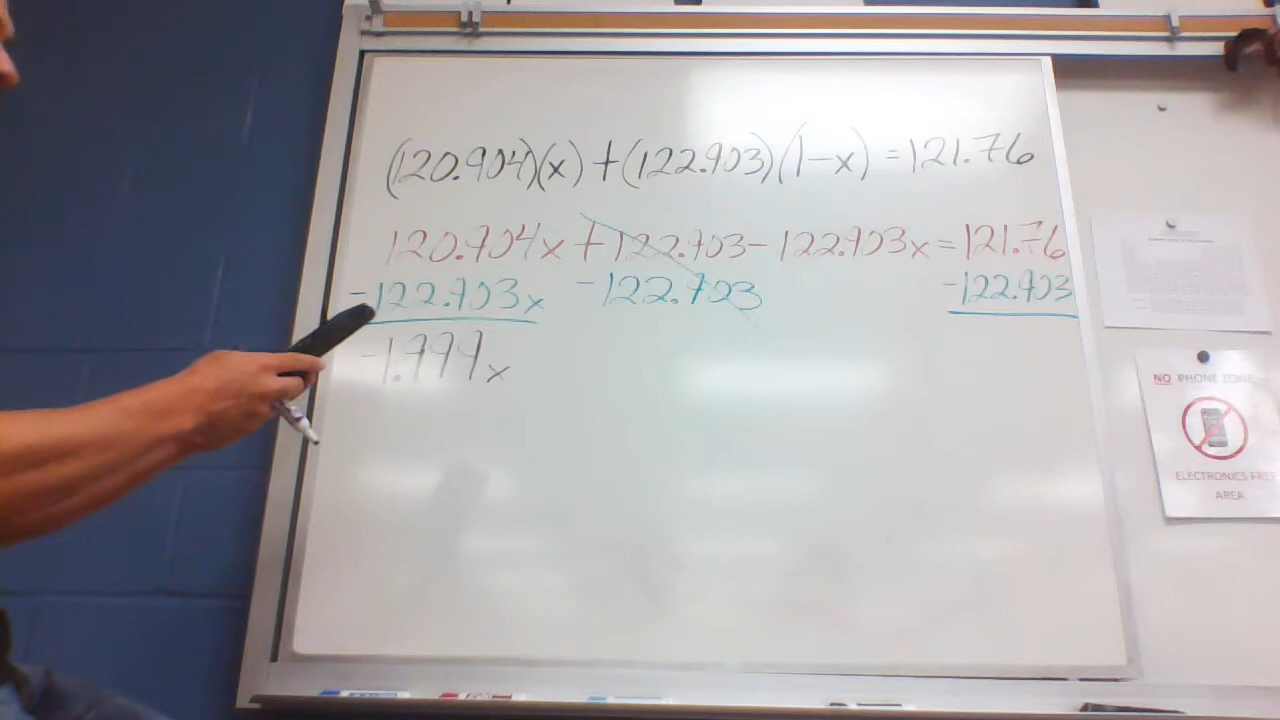 (120.904)(x) + (122.903)(1-x) = 121.76
120.904x + 122.903 - 122.903x = 121.76
-122.903x -122.903 -122.903
-1.999x
NO PHONE ZONE
ELECTRONICS FREE
AREA